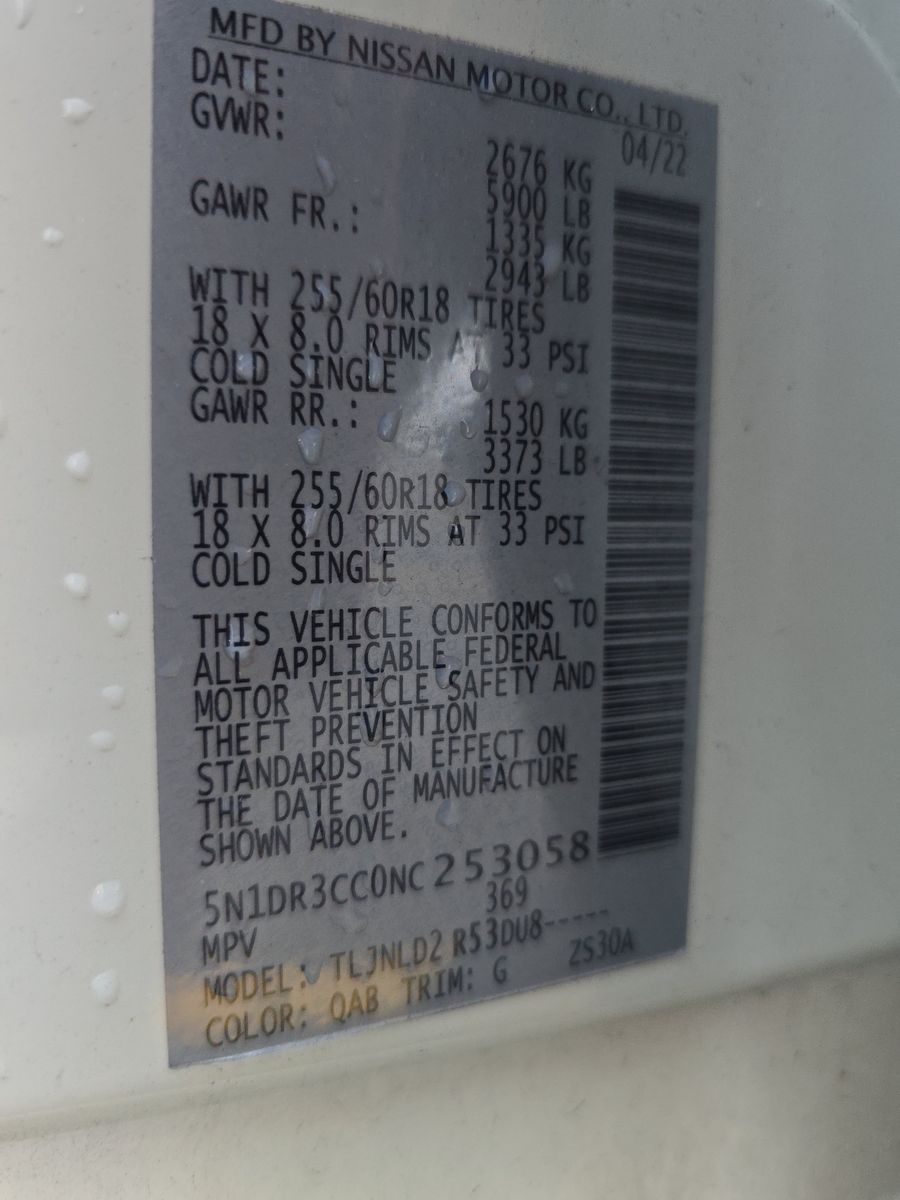 MFD BY NISSAN MOTOR CO., LTD.
DATE: 04/22
GVWR: 2676 KG
5900 LB
GAWR FR.: 1335 KG
2943 LB
WITH 255/60R18 TIRES
18 X 8.0 RIMS AT 33 PSI
COLD SINGLE
GAWR RR.: 1530 KG
3373 LB
WITH 255/60R18 TIRES
18 X 8.0 RIMS AT 33 PSI
COLD SINGLE
THIS VEHICLE CONFORMS TO
ALL APPLICABLE FEDERAL
MOTOR VEHICLE SAFETY AND
THEFT PREVENTION
STANDARDS IN EFFECT ON
THE DATE OF MANUFACTURE
SHOWN ABOVE.
5N1DR3CC0NC253058
MPV 369
MODEL: TLJNLD2 R53DU8-----
COLOR: QAB TRIM: G ZS30A